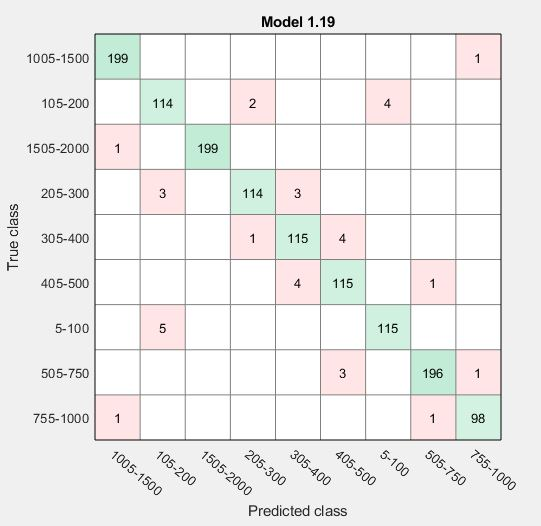 Model 1.19
True class
1005-1500 199 1
105-200 114 2 4
1505-2000 1 199
205-300 3 114 3
305-400 1 115 4
405-500 4 115 1
5-100 5 115
505-750 3 196 1
755-1000 1 1 98
1005-1500 105-200 1505-2000 205-300 305-400 405-500 5-100 505-750 755-1000
Predicted class